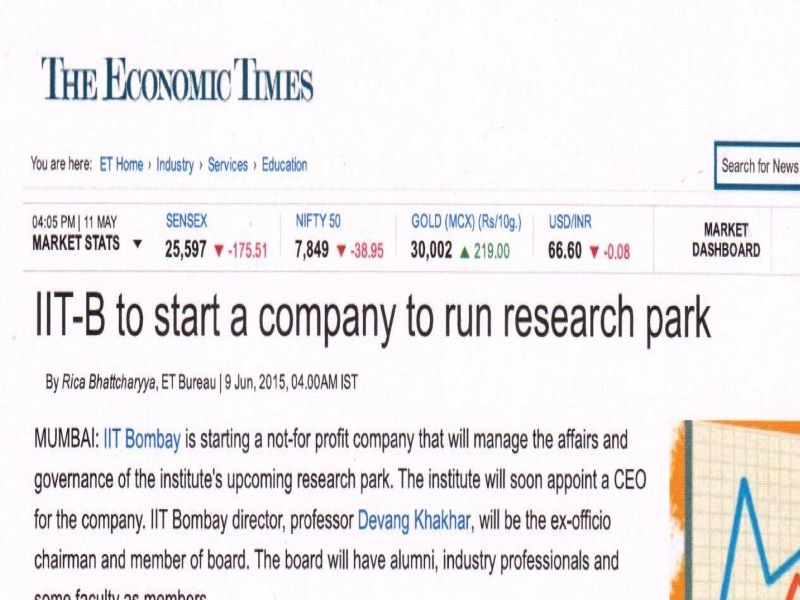 THE ECONOMIC TIMES
You are here: ET Home › Industry › Services › Education
Search for News
04:05 PM | 11 MAY
MARKET STATS ▼
SENSEX
25,597 ▼ -175.51
NIFTY 50
7,849 ▼ -38.95
GOLD (MCX) (Rs/10g.)
30,002 ▲ 219.00
USD/INR
66.60 ▼ -0.08
MARKET
DASHBOARD
IIT-B to start a company to run research park
By Rica Bhattcharyya, ET Bureau | 9 Jun, 2015, 04.00AM IST
MUMBAI: IIT Bombay is starting a not-for profit company that will manage the affairs and
governance of the institute's upcoming research park. The institute will soon appoint a CEO
for the company. IIT Bombay director, professor Devang Khakhar, will be the ex-officio
chairman and member of board. The board will have alumni, industry professionals and
some faculty as members.